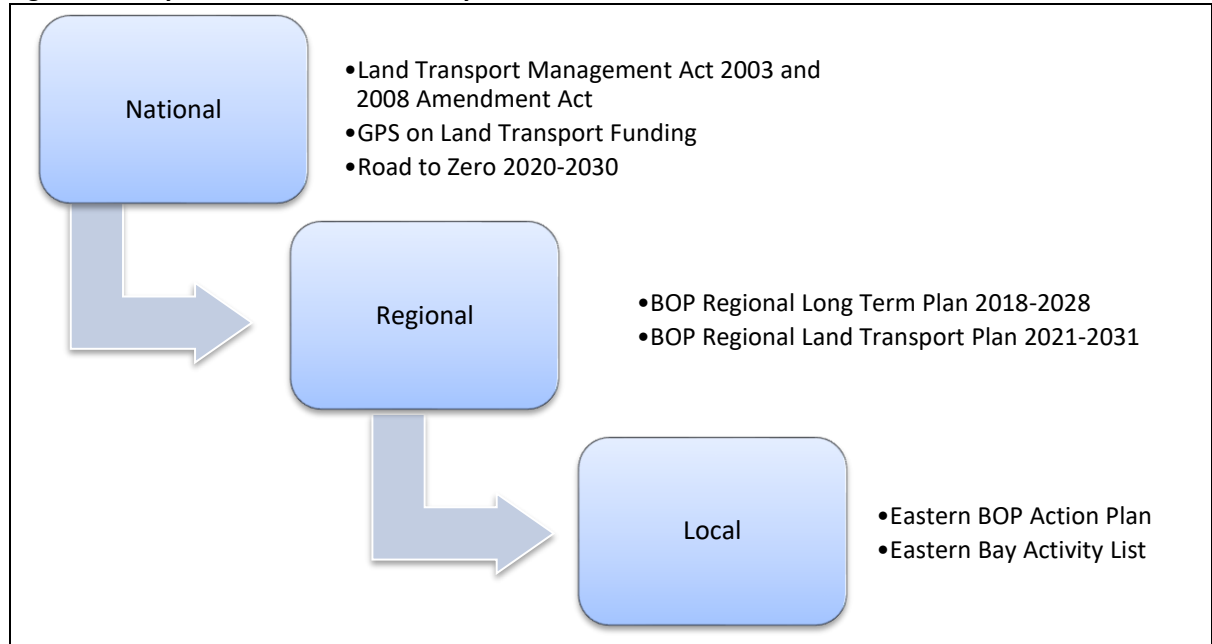 National
•Land Transport Management Act 2003 and
2008 Amendment Act
•GPS on Land Transport Funding
•Road to Zero 2020-2030
Regional
•BOP Regional Long Term Plan 2018-2028
•BOP Regional Land Transport Plan 2021-2031
Local
•Eastern BOP Action Plan
•Eastern Bay Activity List